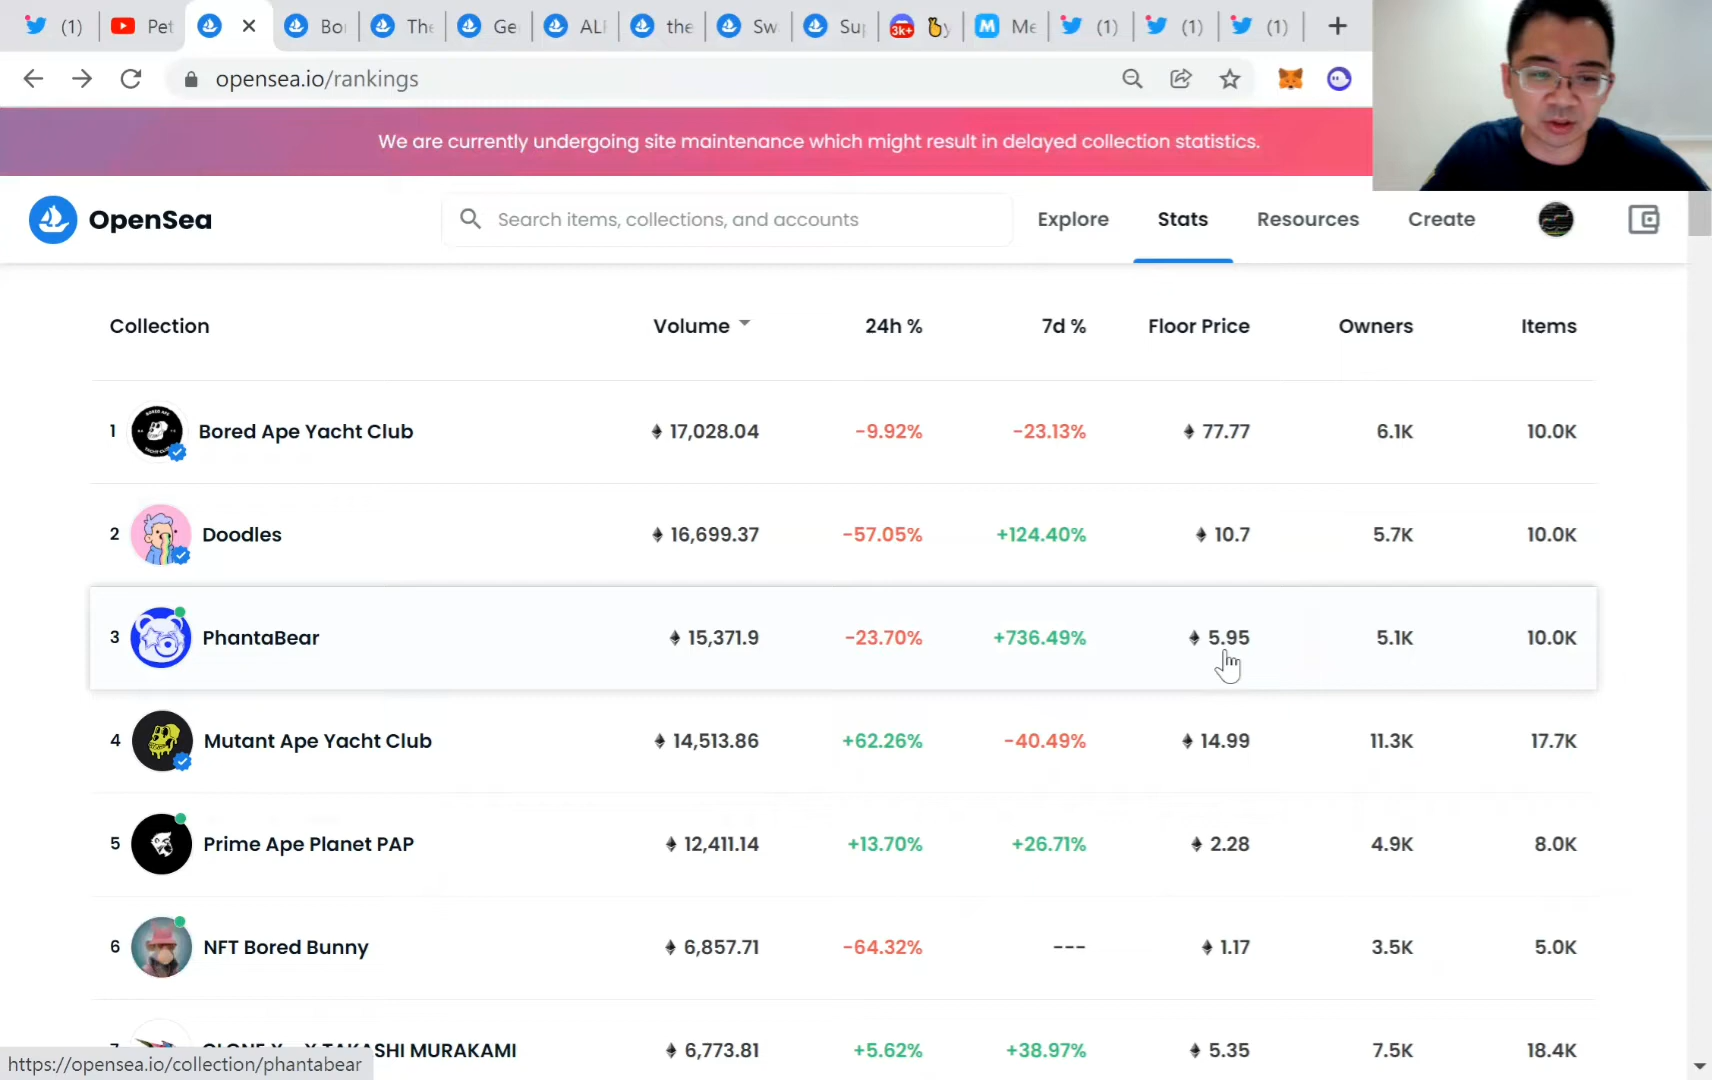 (1)
Pet
Bo
The
Ge
ALI
the
Sw
Su
3k+
M Me
(1)
(1)
(1)
opensea.io/rankings
We are currently undergoing site maintenance which might result in delayed collection statistics.
OpenSea
Search items, collections, and accounts
Explore
Stats
Resources
Create
Collection Volume 24h % 7d % Floor Price Owners Items
1 Bored Ape Yacht Club 17,028.04 -9.92% -23.13% 77.77 6.1K 10.0K
2 Doodles 16,699.37 -57.05% +124.40% 10.7 5.7K 10.0K
3 PhantaBear 15,371.9 -23.70% +736.49% 5.95 5.1K 10.0K
4 Mutant Ape Yacht Club 14,513.86 +62.26% -40.49% 14.99 11.3K 17.7K
5 Prime Ape Planet PAP 12,411.14 +13.70% +26.71% 2.28 4.9K 8.0K
6 NFT Bored Bunny 6,857.71 -64.32% --- 1.17 3.5K 5.0K
MURAKAMI 6,773.81 +5.62% +38.97% 5.35 7.5K 18.4K
https://opensea.io/collection/phantabear